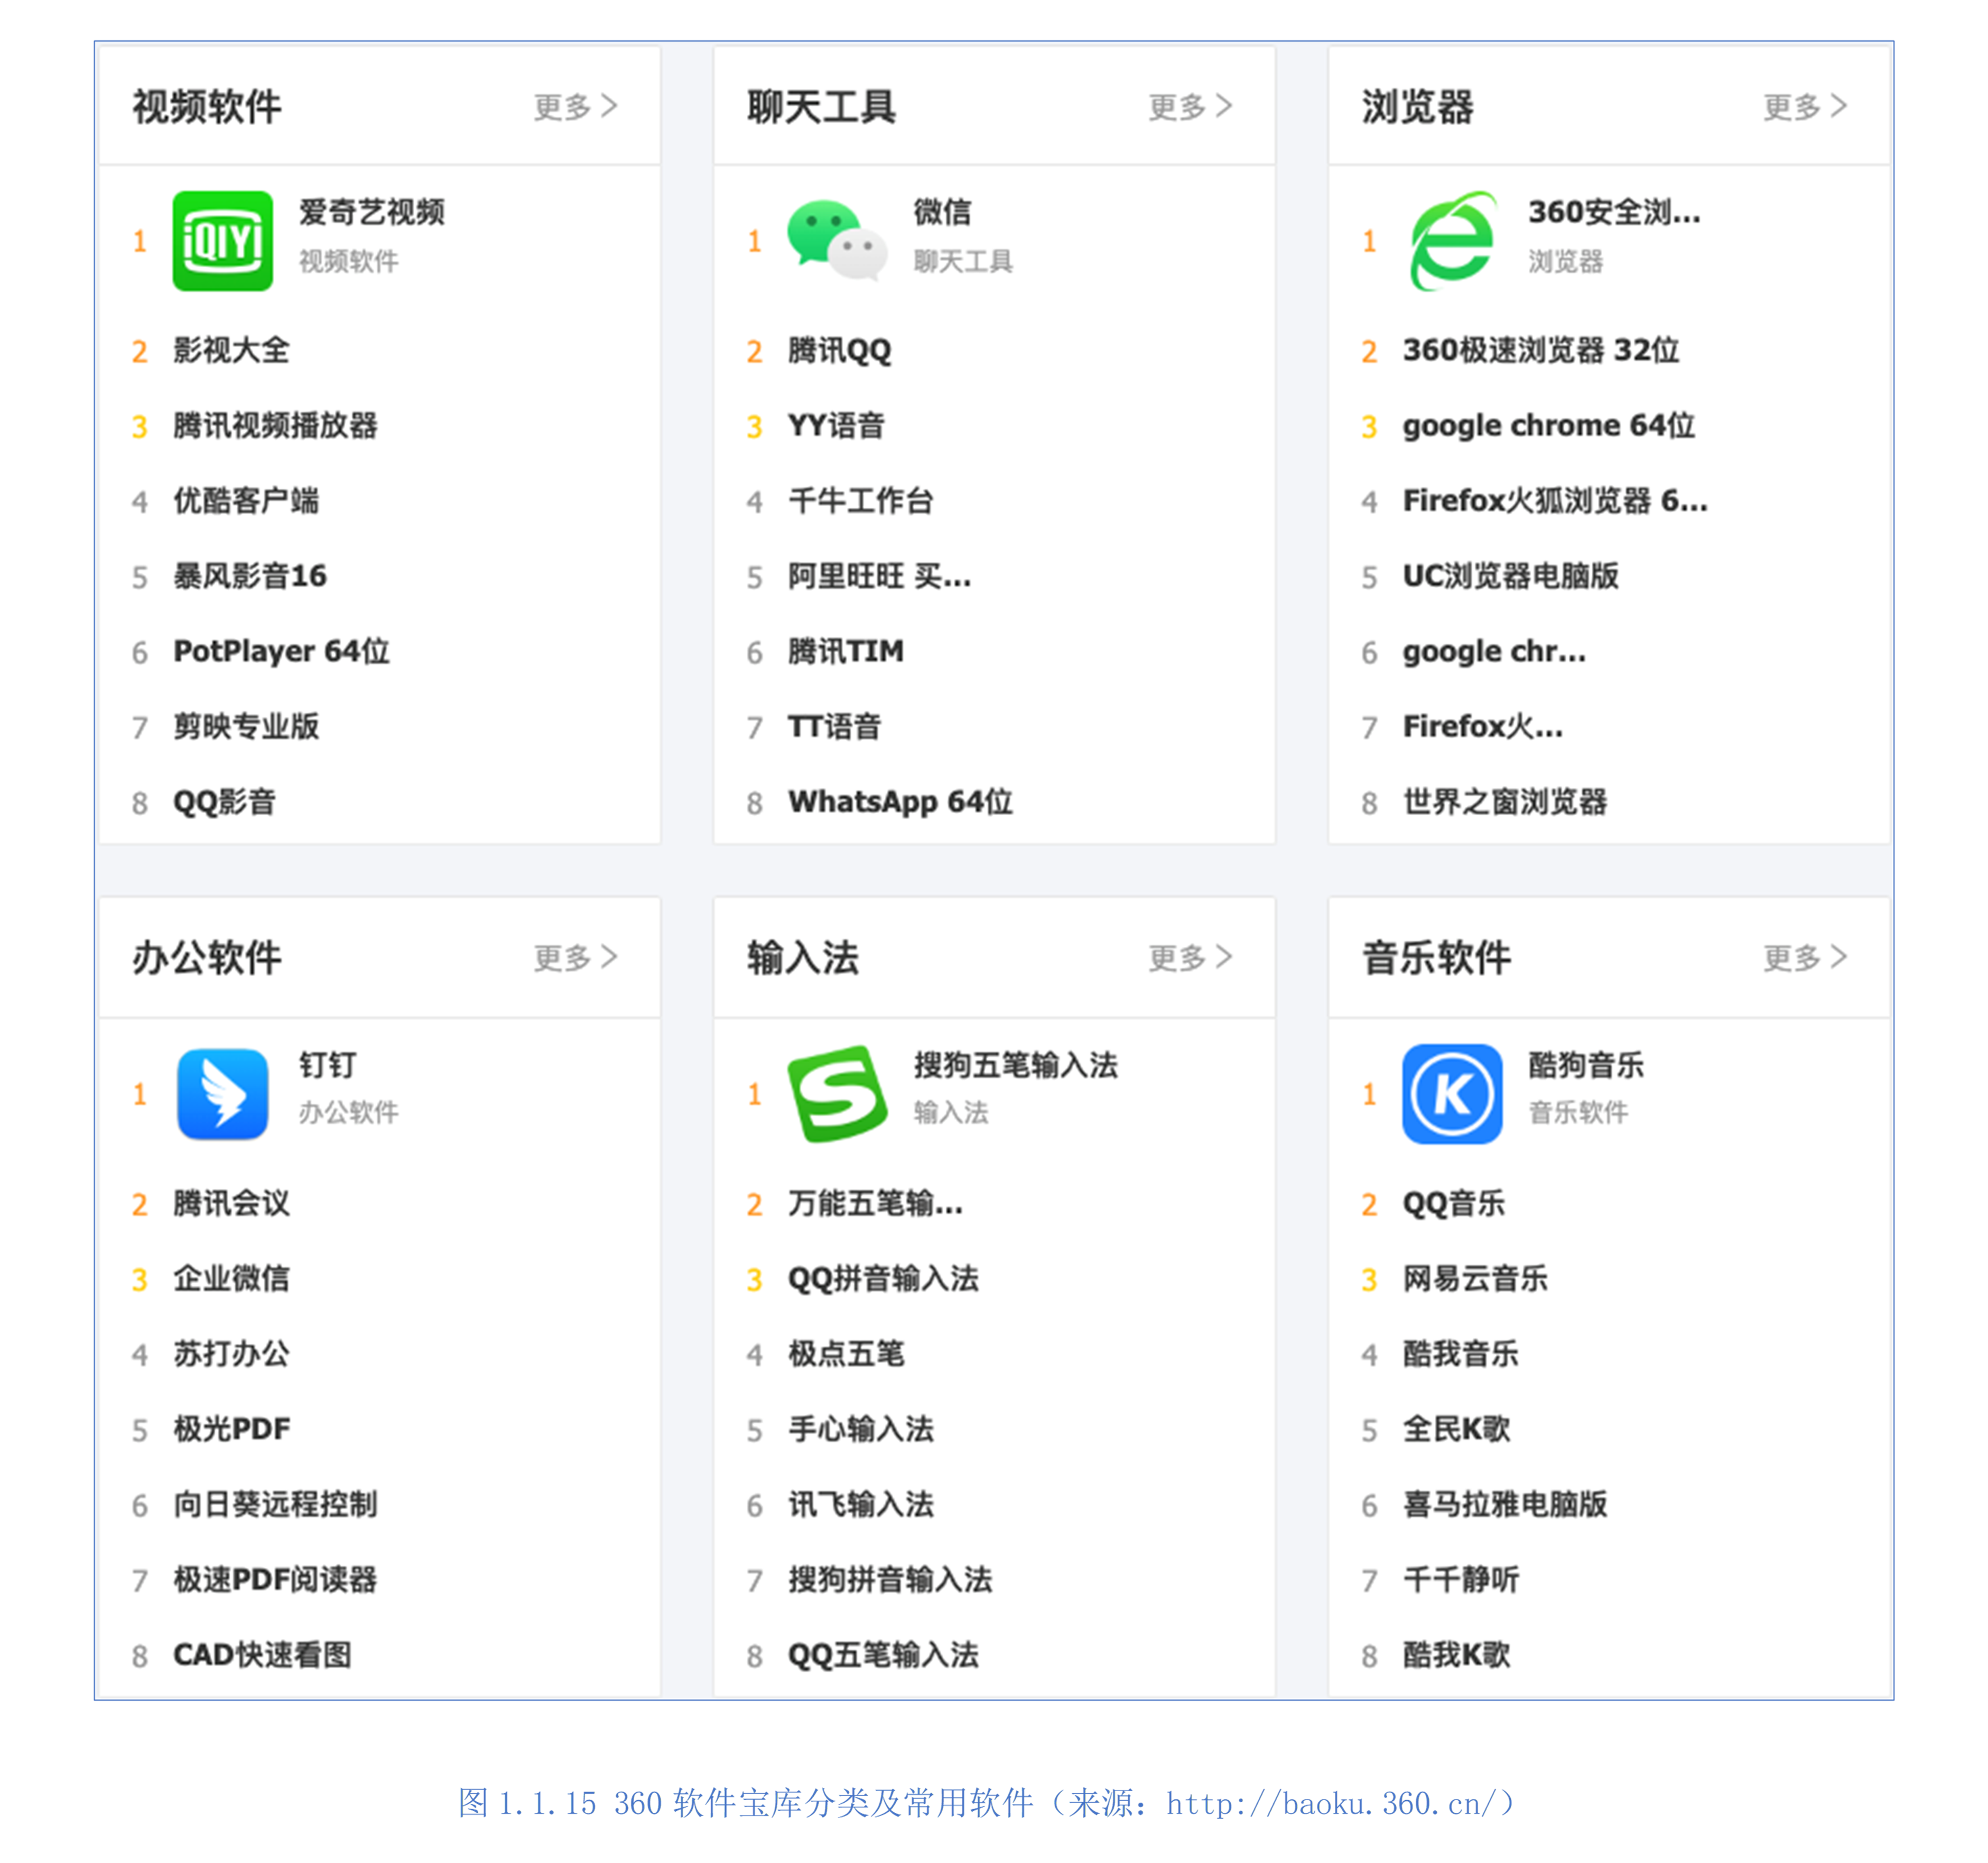 视频软件 更多 >
1 iQIYI 爱奇艺视频
视频软件
2 影视大全
3 腾讯视频播放器
4 优酷客户端
5 暴风影音16
6 PotPlayer 64位
7 剪映专业版
8 QQ影音
聊天工具 更多 >
1 微信
聊天工具
2 腾讯QQ
3 YY语音
4 千牛工作台
5 阿里旺旺 买...
6 腾讯TIM
7 TT语音
8 WhatsApp 64位
浏览器 更多 >
1 360安全浏...
浏览器
2 360极速浏览器 32位
3 google chrome 64位
4 Firefox火狐浏览器 6...
5 UC浏览器电脑版
6 google chr...
7 Firefox火...
8 世界之窗浏览器
办公软件 更多 >
1 钉钉
办公软件
2 腾讯会议
3 企业微信
4 苏打办公
5 极光PDF
6 向日葵远程控制
7 极速PDF阅读器
8 CAD快速看图
输入法 更多 >
1 S 搜狗五笔输入法
输入法
2 万能五笔输...
3 QQ拼音输入法
4 极点五笔
5 手心输入法
6 讯飞输入法
7 搜狗拼音输入法
8 QQ五笔输入法
音乐软件 更多 >
1 K 酷狗音乐
音乐软件
2 QQ音乐
3 网易云音乐
4 酷我音乐
5 全民K歌
6 喜马拉雅电脑版
7 千千静听
8 酷我K歌
图 1.1.15 360 软件宝库分类及常用软件（来源：http://baoku.360.cn/）